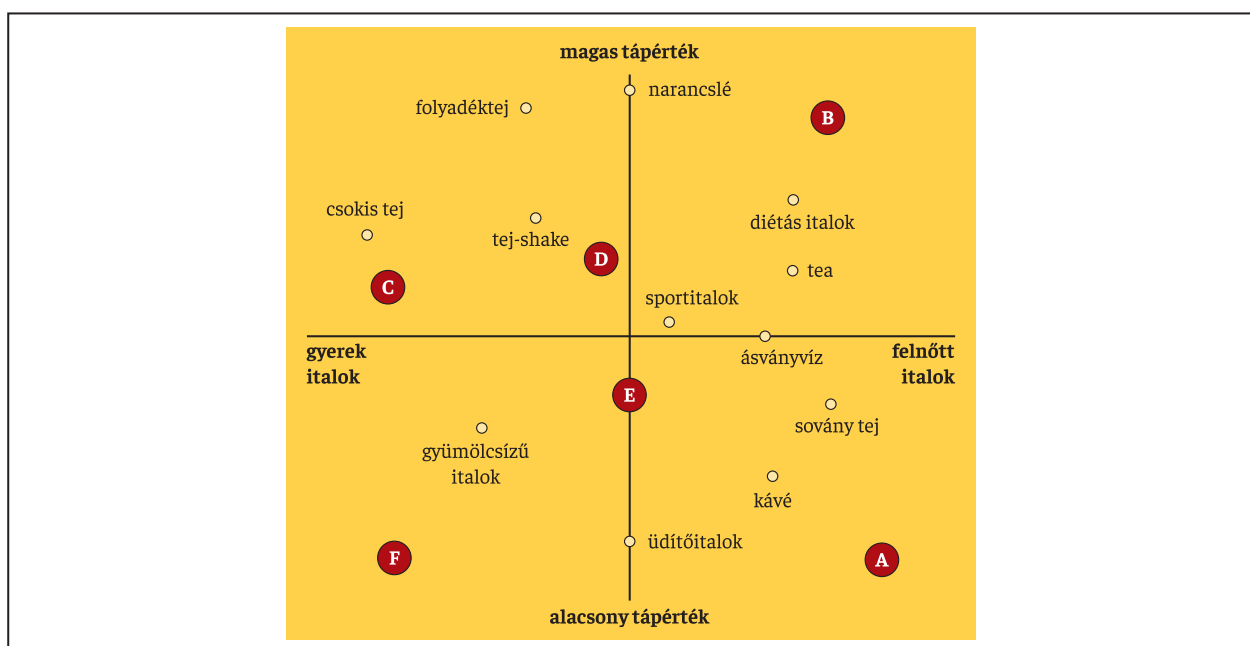 magas tápérték
narancslé
folyadéktej
B
csokis tej
diétás italok
tej-shake
D
tea
C
sportitalok
gyerek
italok
ásványvíz
felnőtt
italok
E
sovány tej
gyümölcsízű
italok
kávé
üdítőitalok
F
A
alacsony tápérték